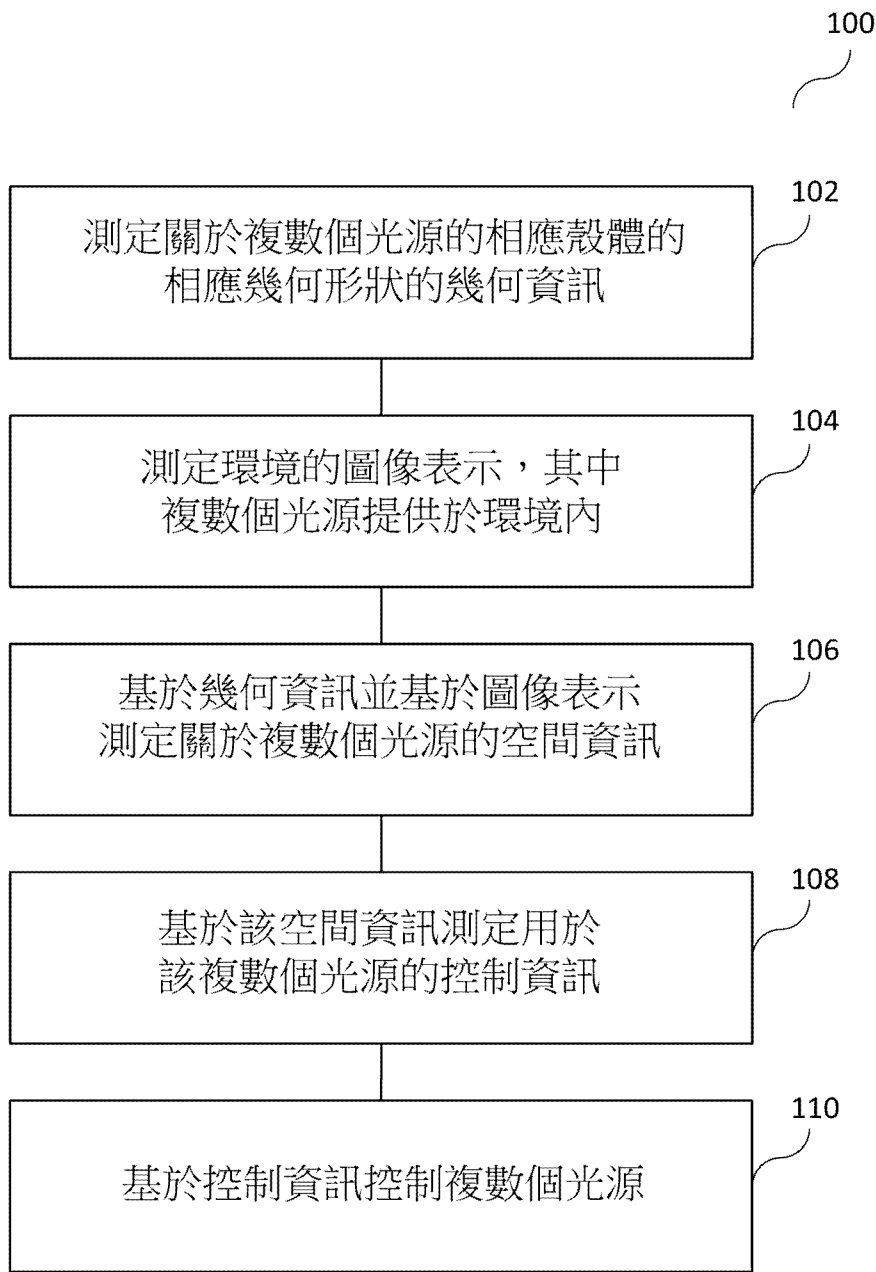 100
102
測定關於複數個光源的相應殼體的
相應幾何形狀的幾何資訊
104
測定環境的圖像表示，其中
複數個光源提供於環境內
106
基於幾何資訊並基於圖像表示
測定關於複數個光源的空間資訊
108
基於該空間資訊測定用於
該複數個光源的控制資訊
110
基於控制資訊控制複數個光源